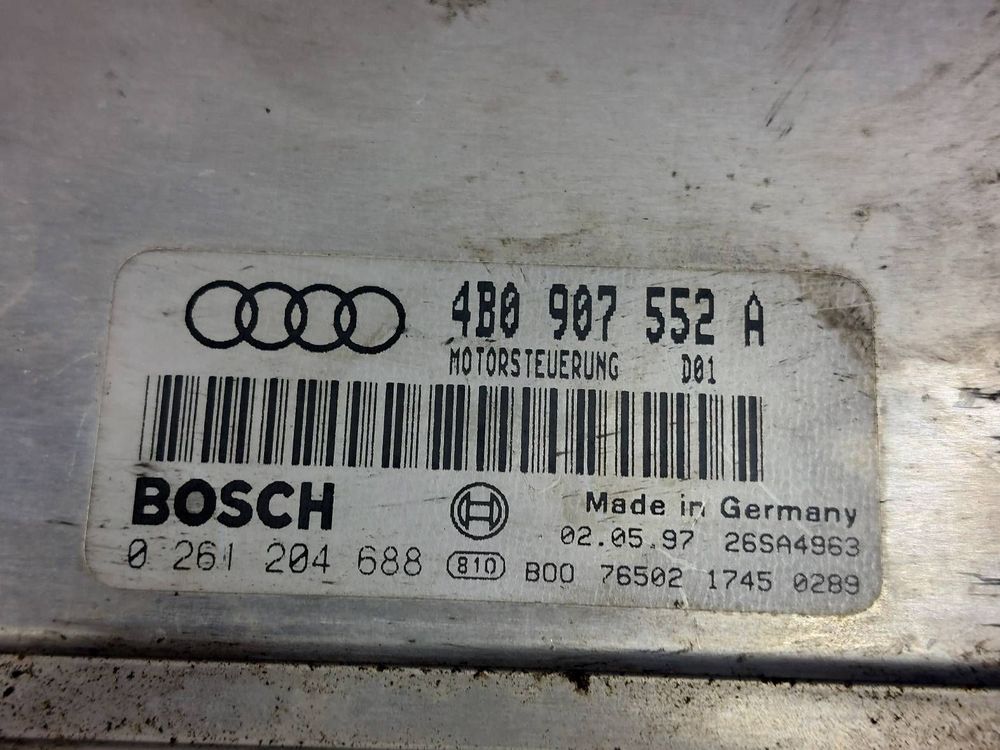 4B0 907 552 A
MOTORSTEUERUNG D01
BOSCH
Made in Germany
02.05.97 26SA4963
0 261 204 688 810 B00 76502 1745 0289